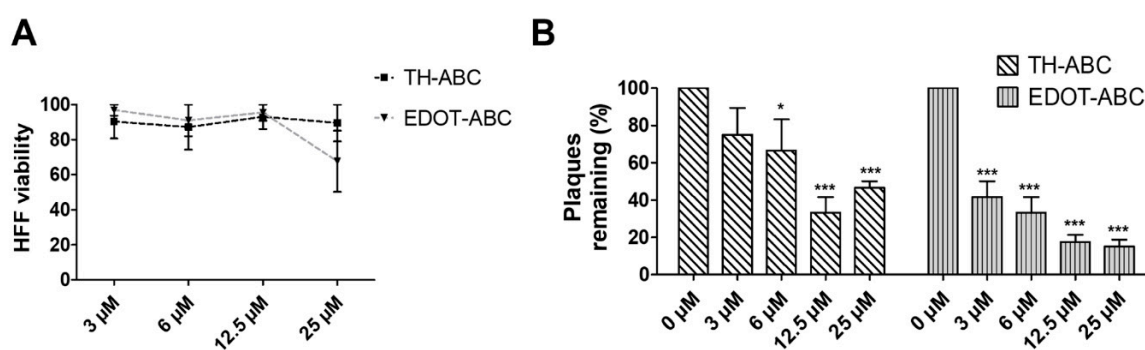 A
TH-ABC
EDOT-ABC
HFF viability
100
80
60
40
20
0
3 µM
6 µM
12.5 µM
25 µM
B
TH-ABC
EDOT-ABC
Plaques
remaining (%)
100
80
60
40
20
0
*
***
***
***
***
***
***
0 µM
3 µM
6 µM
12.5 µM
25 µM
0 µM
3 µM
6 µM
12.5 µM
25 µM